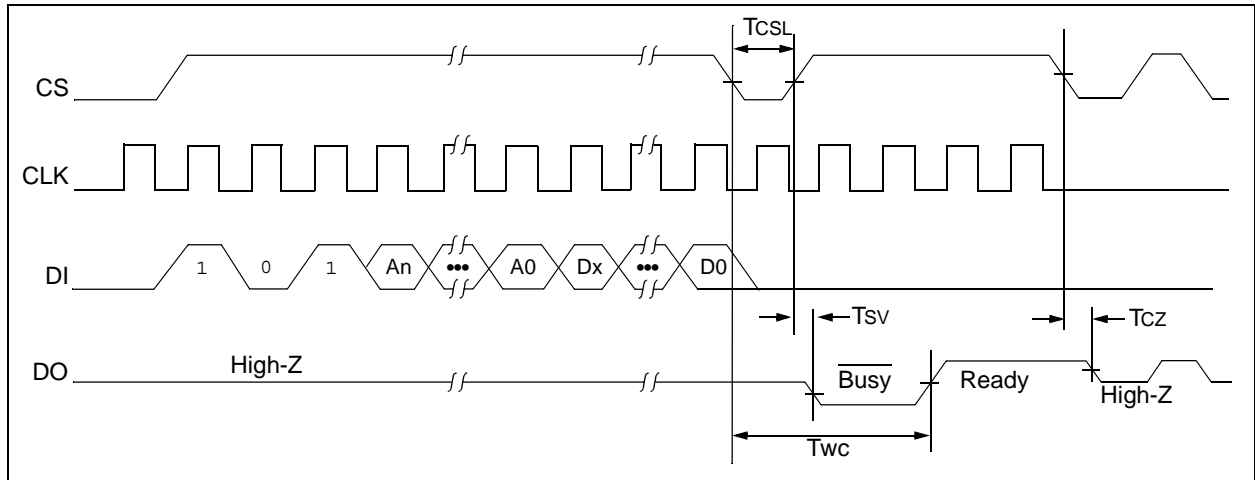 TCSL
CS
CLK
DI
1 0 1 An ••• A0 Dx ••• D0
TSV
TCZ
DO
High-Z
Busy
Ready
High-Z
TWC